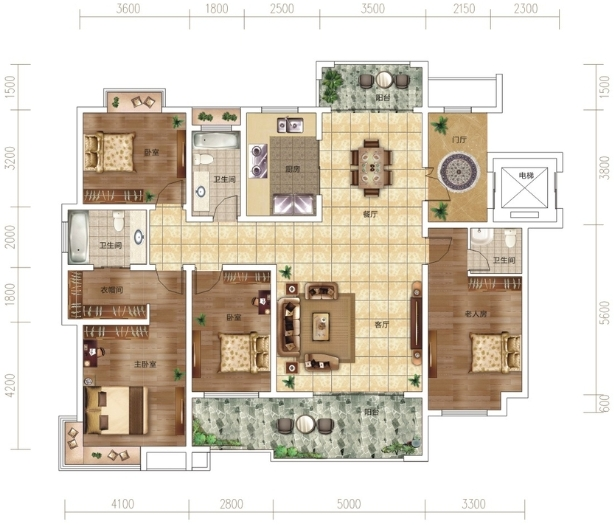 3600 1800 2500 3500 2150 2300
1500
3200
2000
1800
4200
阳台
卧室
卫生间
厨房
餐厅
门厅
电梯
卫生间
衣帽间
主卧室
卧室
客厅
卫生间
老人房
阳台
1500
3800
5600
600
4100 2800 5000 3300